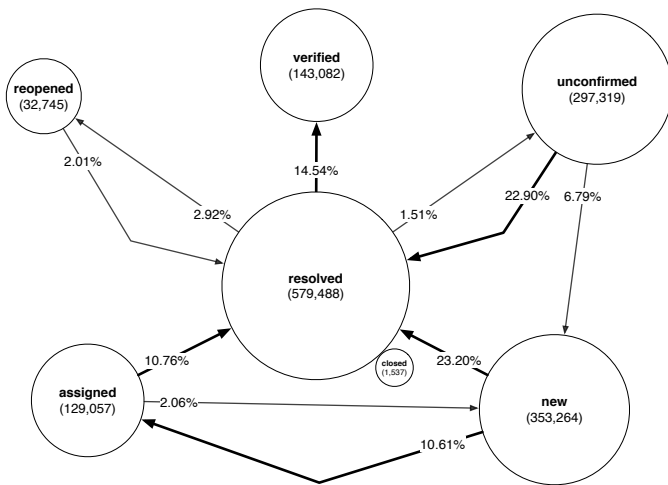 verified
(143,082)
unconfirmed
(297,319)
reopened
(32,745)
2.01%
14.54%
22.90%
6.79%
2.92%
1.51%
resolved
(579,488)
10.76%
closed
(1,537)
23.20%
assigned
(129,057)
2.06%
new
(353,264)
10.61%